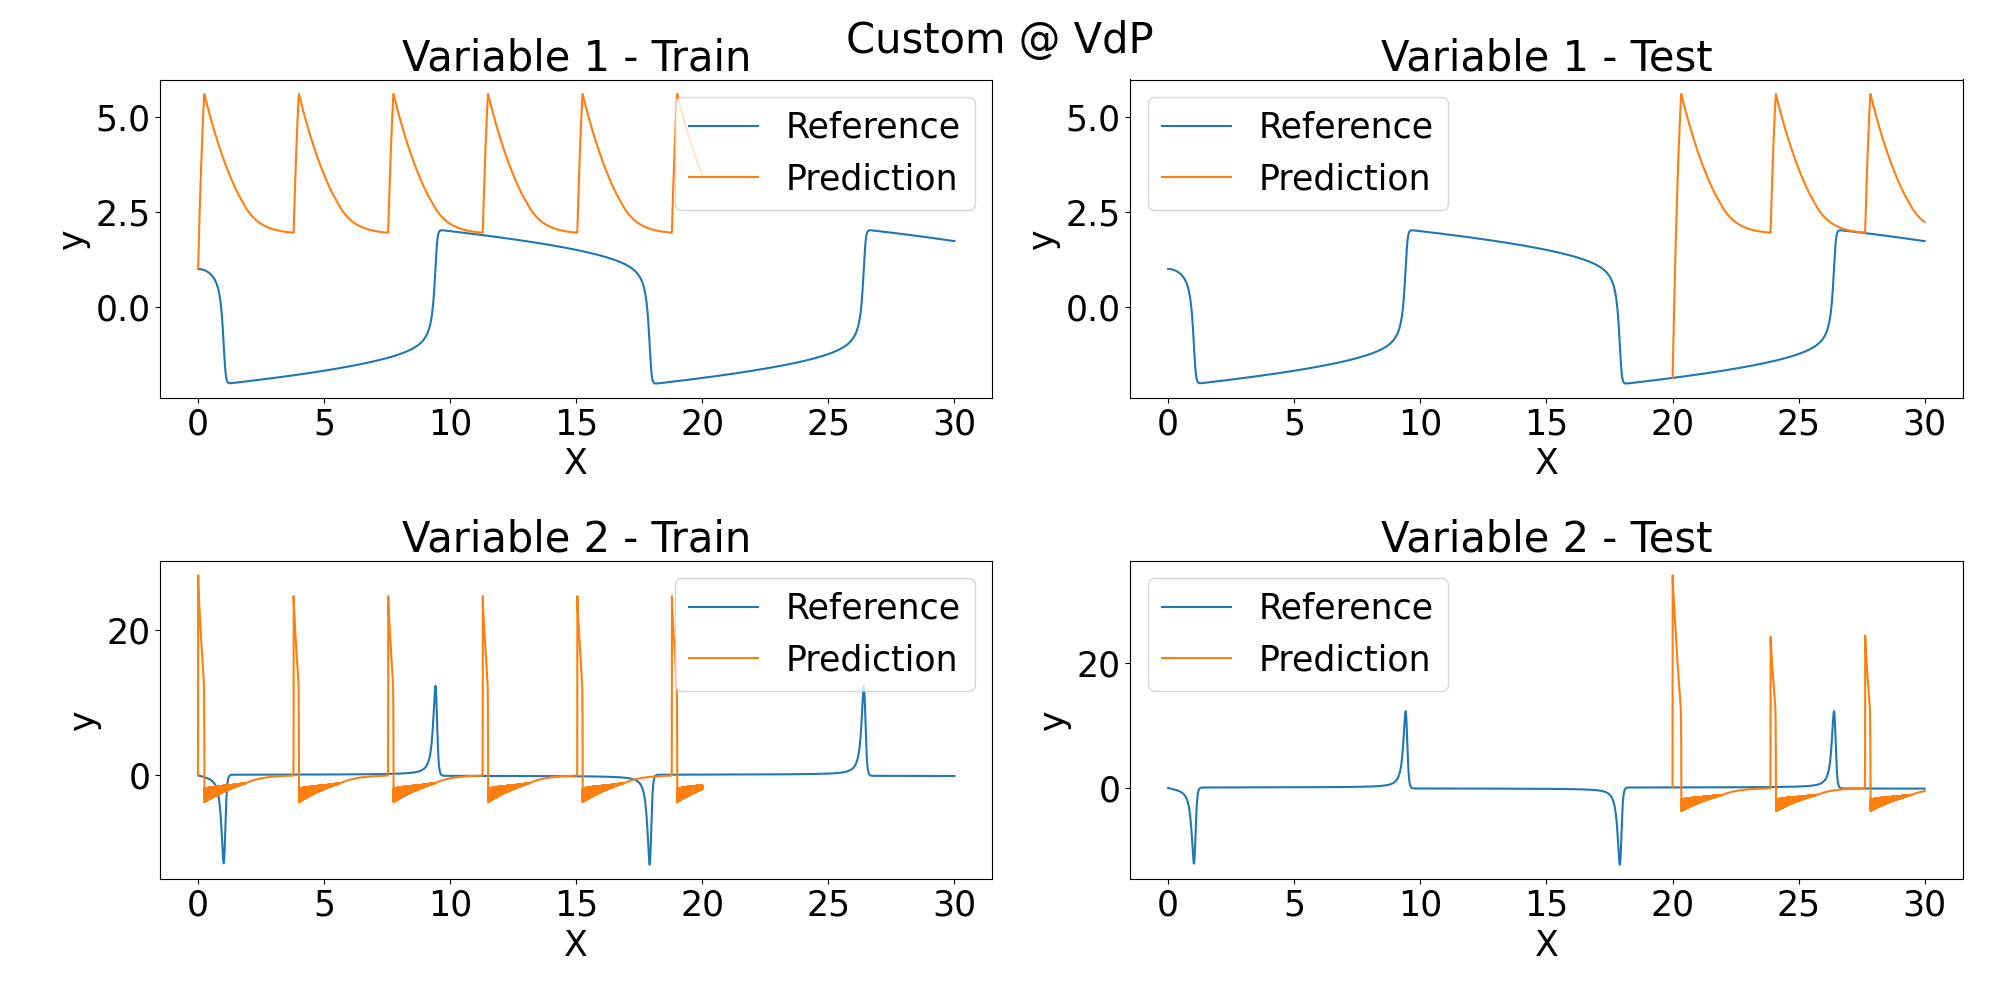 Custom @ VdP
Variable 1 - Train
5.0
2.5
0.0
y
Reference
Prediction
0 5 10 15 20 25 30
X
Variable 1 - Test
5.0
2.5
0.0
y
Reference
Prediction
0 5 10 15 20 25 30
X
Variable 2 - Train
20
0
y
Reference
Prediction
0 5 10 15 20 25 30
X
Variable 2 - Test
20
0
y
Reference
Prediction
0 5 10 15 20 25 30
X